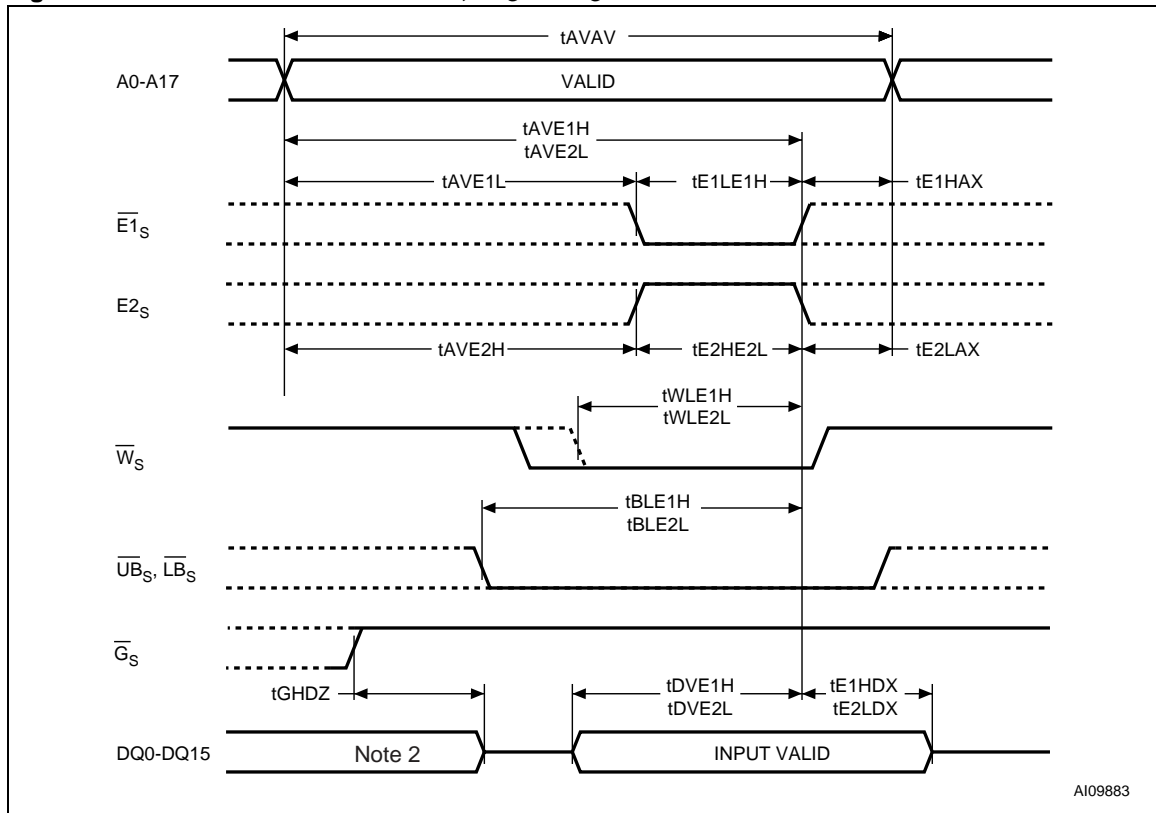 tAVAV
A0-A17
VALID
tAVE1H
tAVE2L
tAVE1L
tE1LE1H
tE1HAX
E1S
E2S
tAVE2H
tE2HE2L
tE2LAX
tWLE1H
tWLE2L
WS
tBLE1H
tBLE2L
UBS, LBS
GS
tGHDZ
tDVE1H
tDVE2L
tE1HDX
tE2LDX
DQ0-DQ15
Note 2
INPUT VALID
AI09883